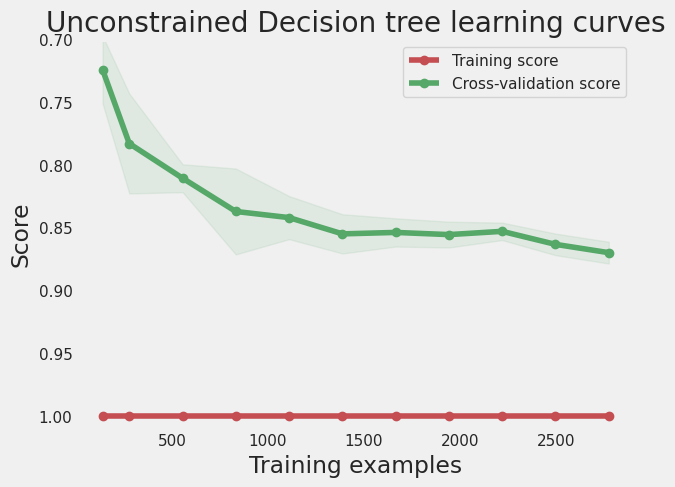 Unconstrained Decision tree learning curves
0.70
Training score
Cross-validation score
0.75
0.80
0.85
0.90
0.95
1.00
Score
500
1000
1500
2000
2500
Training examples